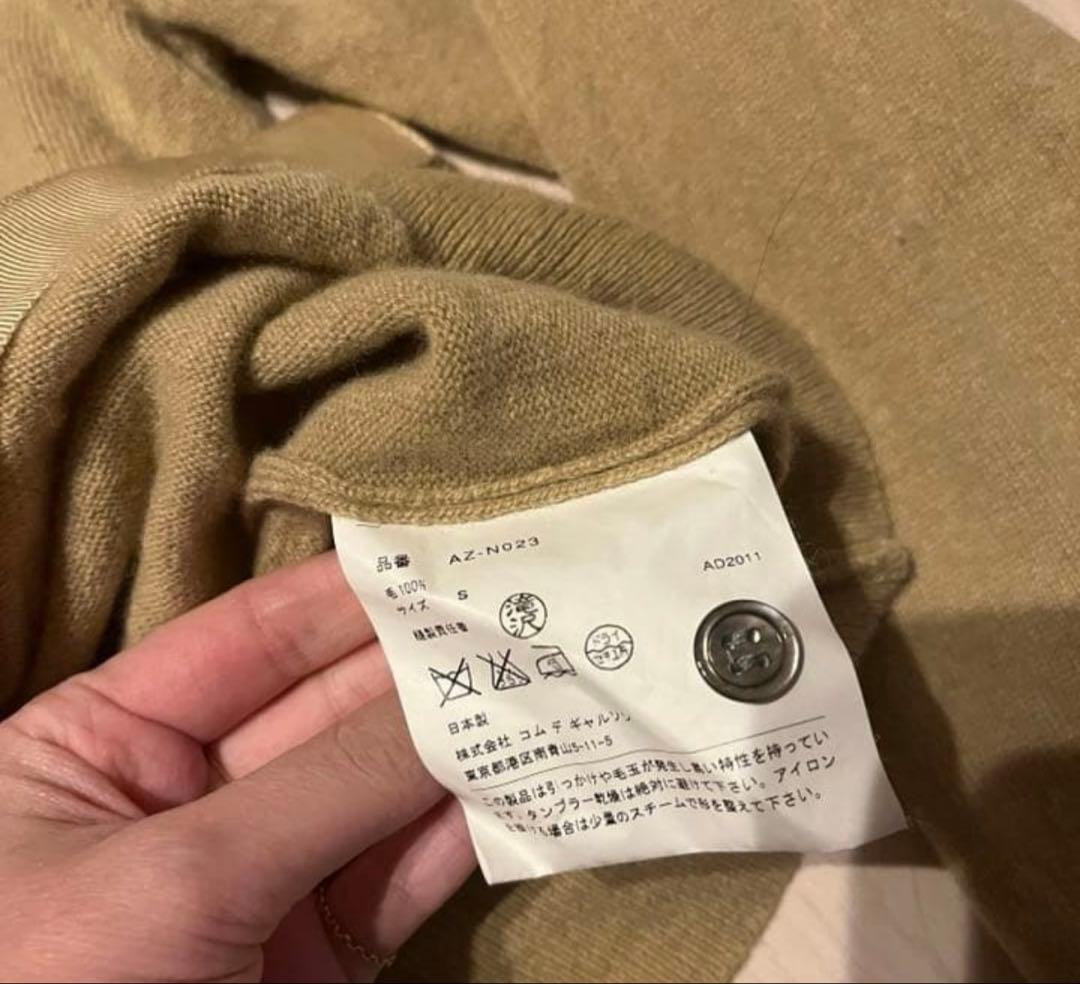 品番 AZ-N023
AD2011
毛100%
サイズ S
縫製責任者 滝沢
ドライ
日本製
株式会社 コム デ ギャルソン
東京都港区南青山5-11-5
この製品は引っかけや毛玉が発生し易い特性を持ってい
ます。タンブラー乾燥は絶対に避けて下さい。アイロン
場合は少量のスチームで糸を整えて下さい。